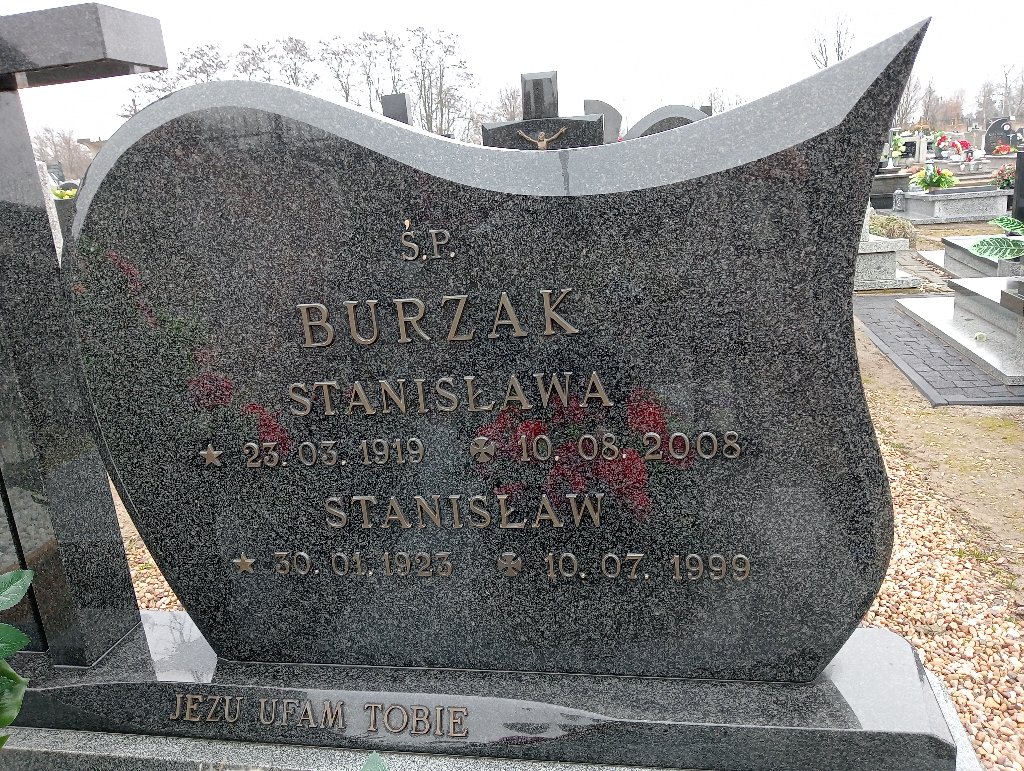 Ś.P.
BURZAK
STANISŁAWA
★ 23.03.1919 ✠ 10.08.2008
STANISŁAW
★ 30.01.1923 ✠ 10.07.1999
JEZU UFAM TOBIE